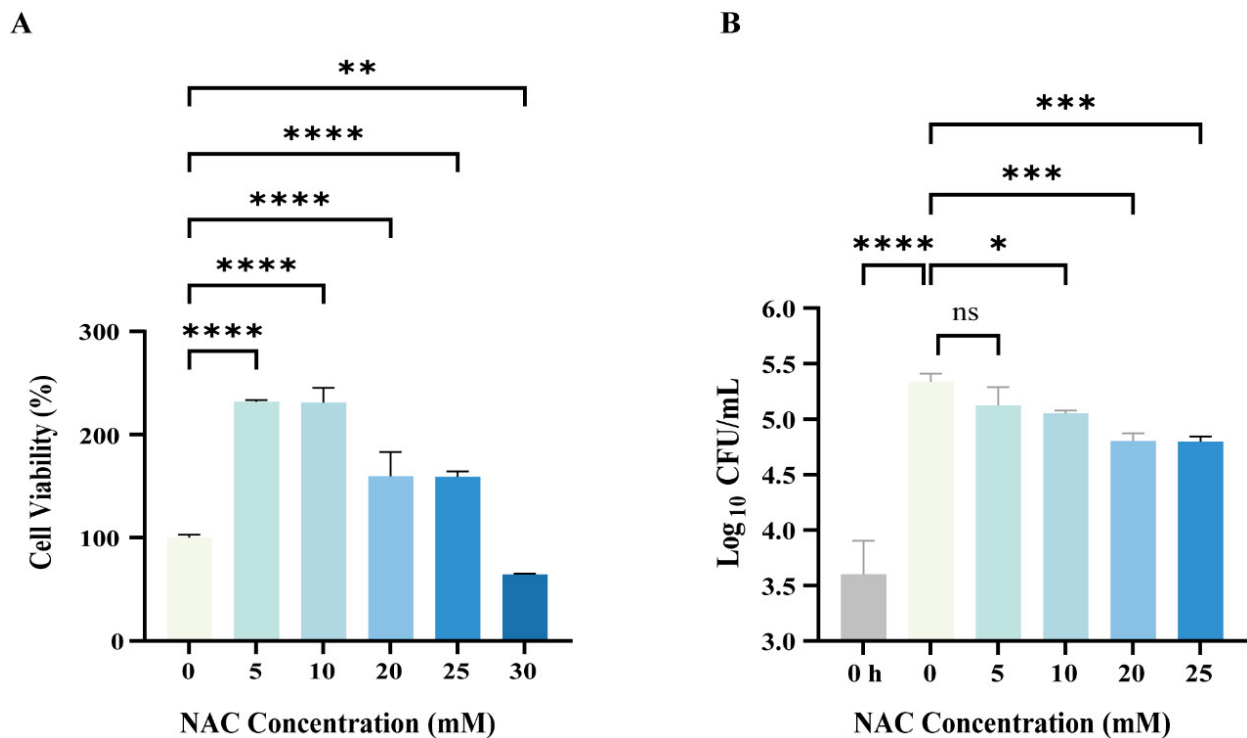 A
**
****
****
****
****
300
200
100
0
Cell Viability (%)
0 5 10 20 25 30
NAC Concentration (mM)
B
***
***
**** *
ns
6.0
5.5
5.0
4.5
4.0
3.5
3.0
Log10 CFU/mL
0 h 0 5 10 20 25
NAC Concentration (mM)